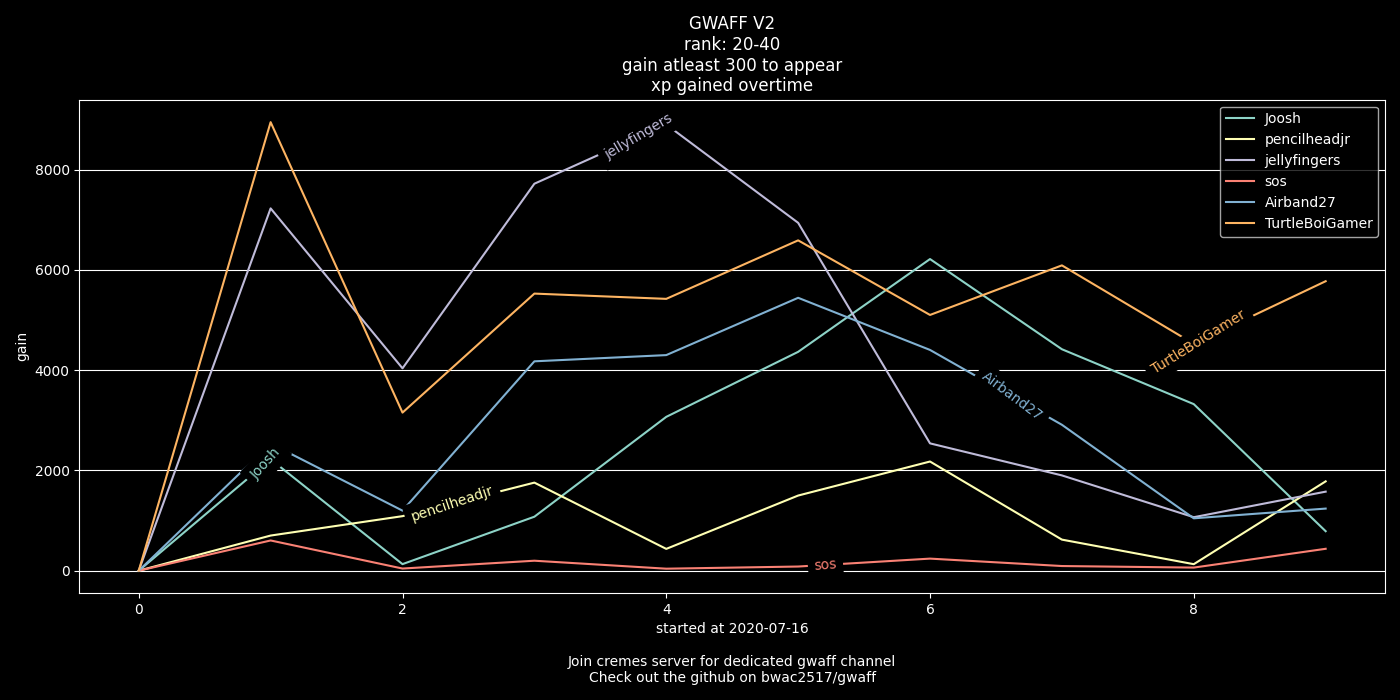 GWAFF V2
rank: 20-40
gain atleast 300 to appear
xp gained overtime
Joosh
pencilheadjr
jellyfingers
sos
Airband27
TurtleBoiGamer
jellyfingers
TurtleBoiGamer
Airband27
Joosh
pencilheadjr
sos
gain
8000
6000
4000
2000
0
0
2
4
6
8
started at 2020-07-16
Join cremes server for dedicated gwaff channel
Check out the github on bwac2517/gwaff